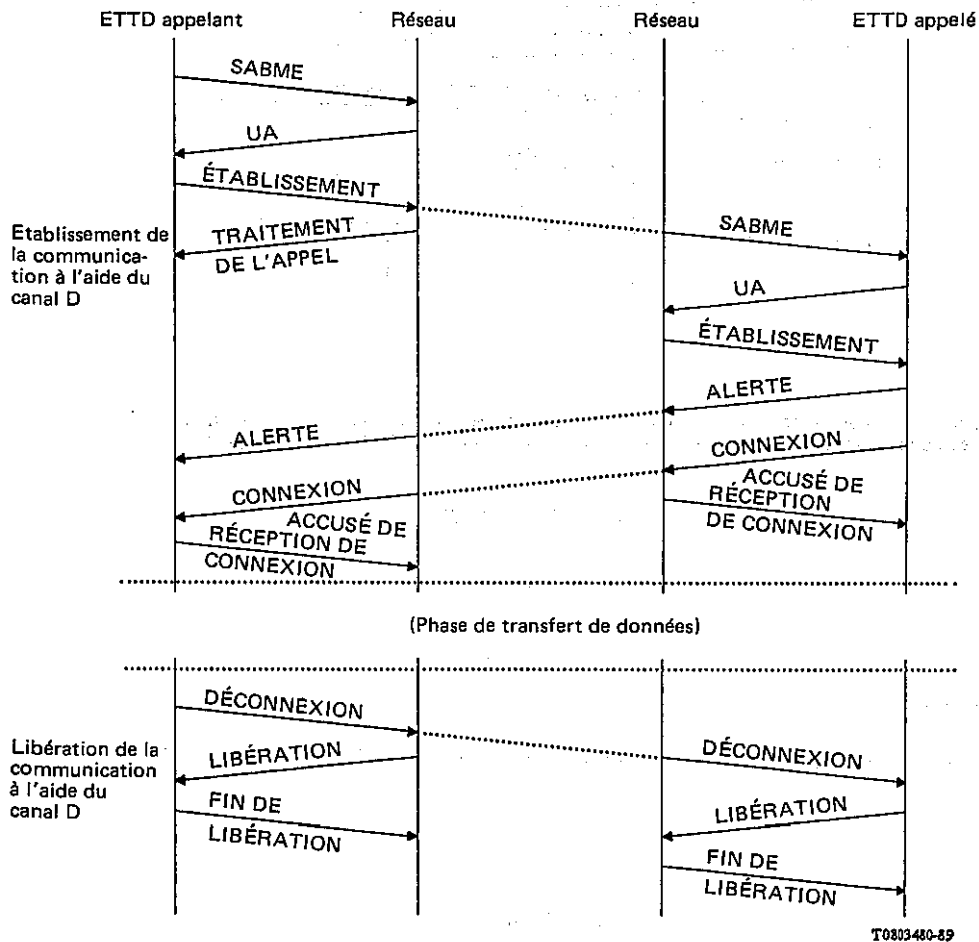 ETTD appelant
Réseau
Réseau
ETTD appelé
SABME
UA
ÉTABLISSEMENT
Etablissement de
la communica-
tion à l'aide du
canal D
TRAITEMENT
DE L'APPEL
SABME
UA
ÉTABLISSEMENT
ALERTE
ALERTE
CONNEXION
CONNEXION
ACCUSÉ DE
RÉCEPTION
DE CONNEXION
ACCUSÉ DE
RÉCEPTION DE
CONNEXION
(Phase de transfert de données)
DÉCONNEXION
Libération de la
communication
à l'aide du
canal D
LIBÉRATION
DÉCONNEXION
FIN DE
LIBÉRATION
LIBÉRATION
FIN DE
LIBÉRATION
T0803480-89